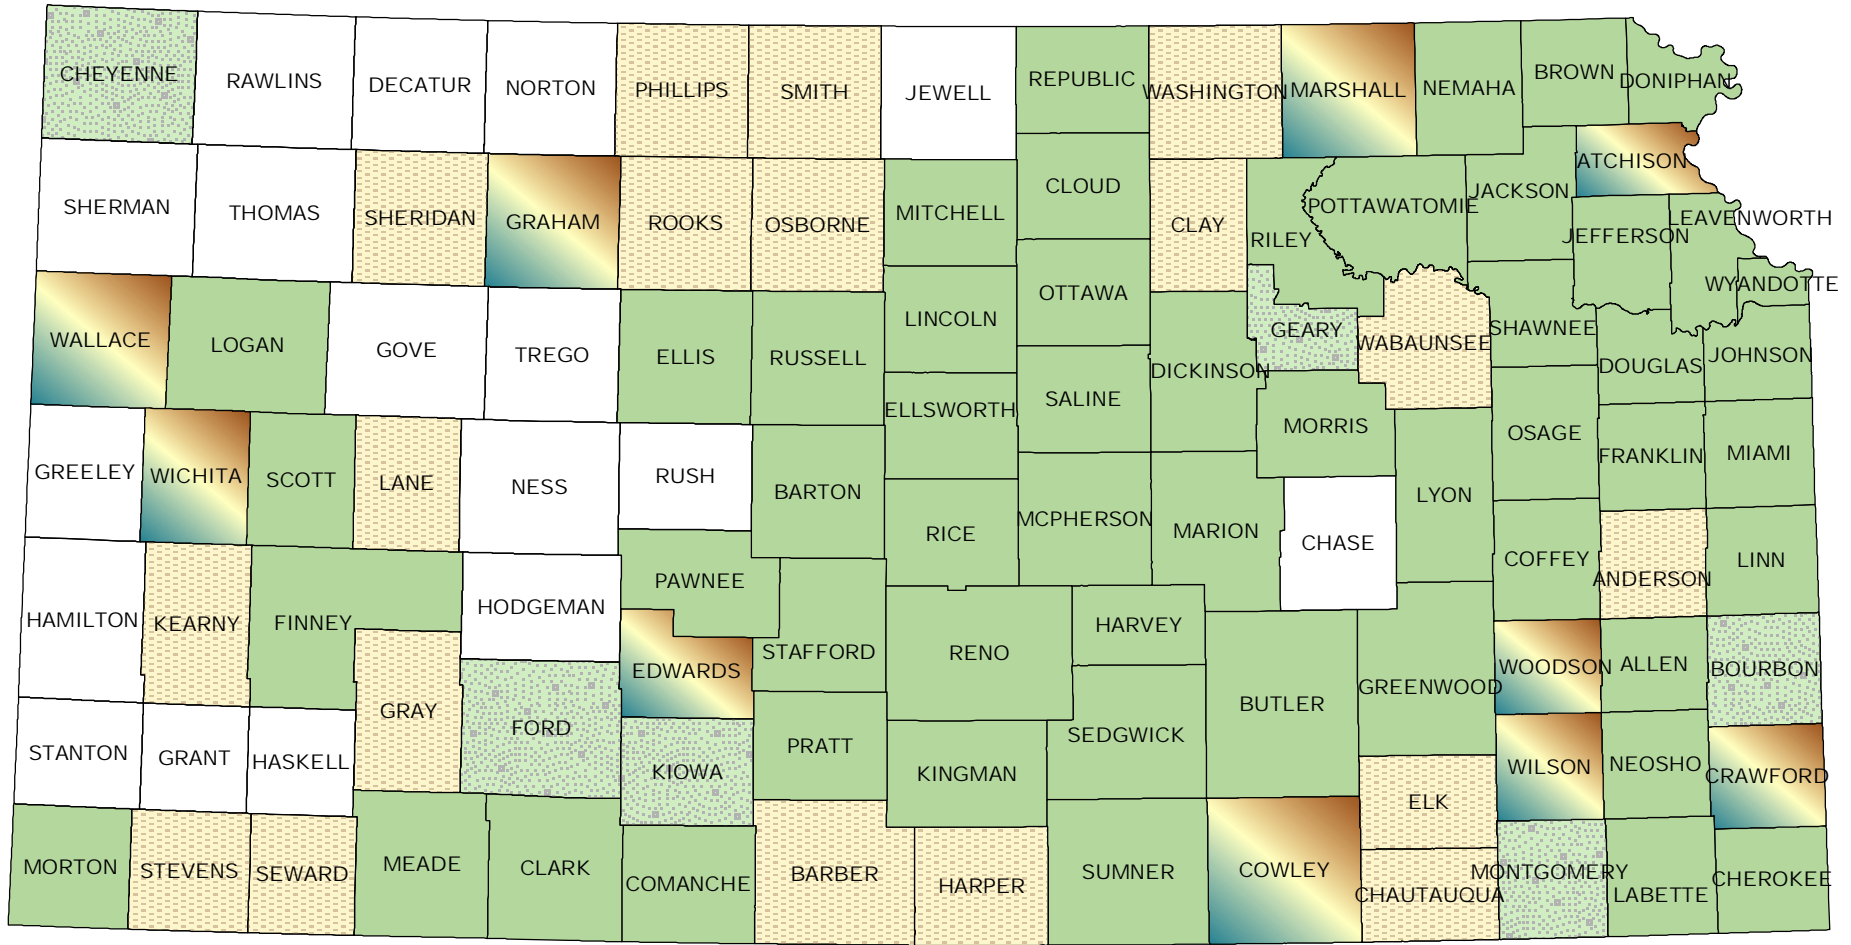 CHEYENNE
RAWLINS
DECATUR
NORTON
PHILLIPS
SMITH
JEWELL
REPUBLIC
WASHINGTON
MARSHALL
NEMAHA
BROWN
DONIPHAN
SHERMAN
THOMAS
SHERIDAN
GRAHAM
ROOKS
OSBORNE
MITCHELL
CLOUD
CLAY
RILEY
POTTAWATOMIE
JACKSON
ATCHISON
JEFFERSON
LEAVENWORTH
WYANDOTTE
WALLACE
LOGAN
GOVE
TREGO
ELLIS
RUSSELL
LINCOLN
OTTAWA
DICKINSON
GEARY
WABAUNSEE
SHAWNEE
DOUGLAS
JOHNSON
GREELEY
WICHITA
SCOTT
LANE
NESS
RUSH
BARTON
ELLSWORTH
SALINE
MORRIS
OSAGE
FRANKLIN
MIAMI
RICE
MCPHERSON
MARION
CHASE
LYON
COFFEY
ANDERSON
LINN
HAMILTON
KEARNY
FINNEY
HODGEMAN
PAWNEE
EDWARDS
STAFFORD
RENO
HARVEY
BUTLER
GREENWOOD
WOODSON
ALLEN
BOURBON
STANTON
GRANT
HASKELL
GRAY
FORD
KIOWA
PRATT
KINGMAN
SEDGWICK
WILSON
NEOSHO
CRAWFORD
ELK
MORTON
STEVENS
SEWARD
MEADE
CLARK
COMANCHE
BARBER
HARPER
SUMNER
COWLEY
CHAUTAUQUA
MONTGOMERY
LABETTE
CHEROKEE